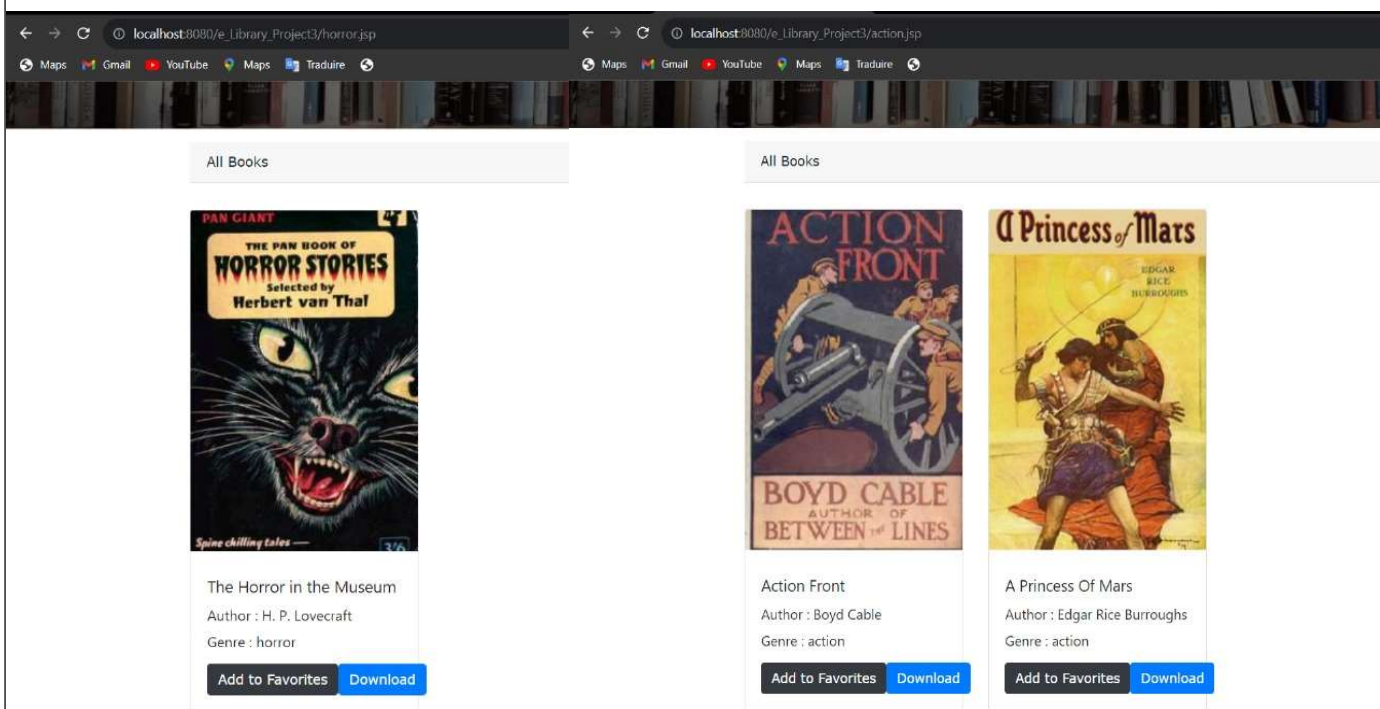 localhost:8080/e_Library_Project3/horror.jsp
Maps Gmail YouTube Maps Traduire
All Books
PAN GIANT
THE PAN BOOK OF
HORROR STORIES
Selected by
Herbert van Thal
Spine chilling tales —
3'6
The Horror in the Museum
Author : H. P. Lovecraft
Genre : horror
Add to Favorites Download
localhost:8080/e_Library_Project3/action.jsp
Maps Gmail YouTube Maps Traduire
All Books
ACTION
FRONT
BOYD CABLE
AUTHOR OF
BETWEEN THE LINES
Action Front
Author : Boyd Cable
Genre : action
Add to Favorites Download
A Princess of Mars
EDGAR
RICE
BURROUGHS
A Princess Of Mars
Author : Edgar Rice Burroughs
Genre : action
Add to Favorites Download